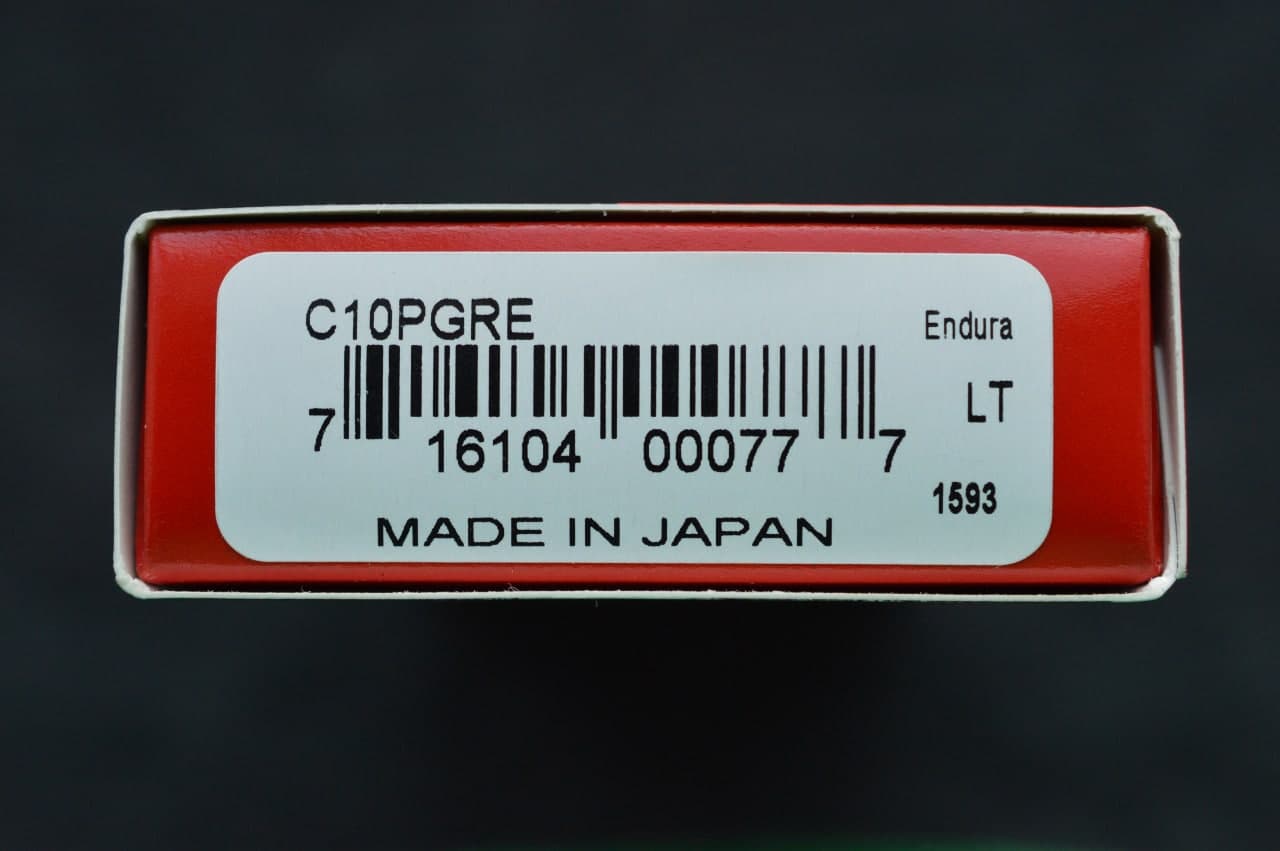 C10PGRE
Endura
LT
7 16104 00077 7
1593
MADE IN JAPAN